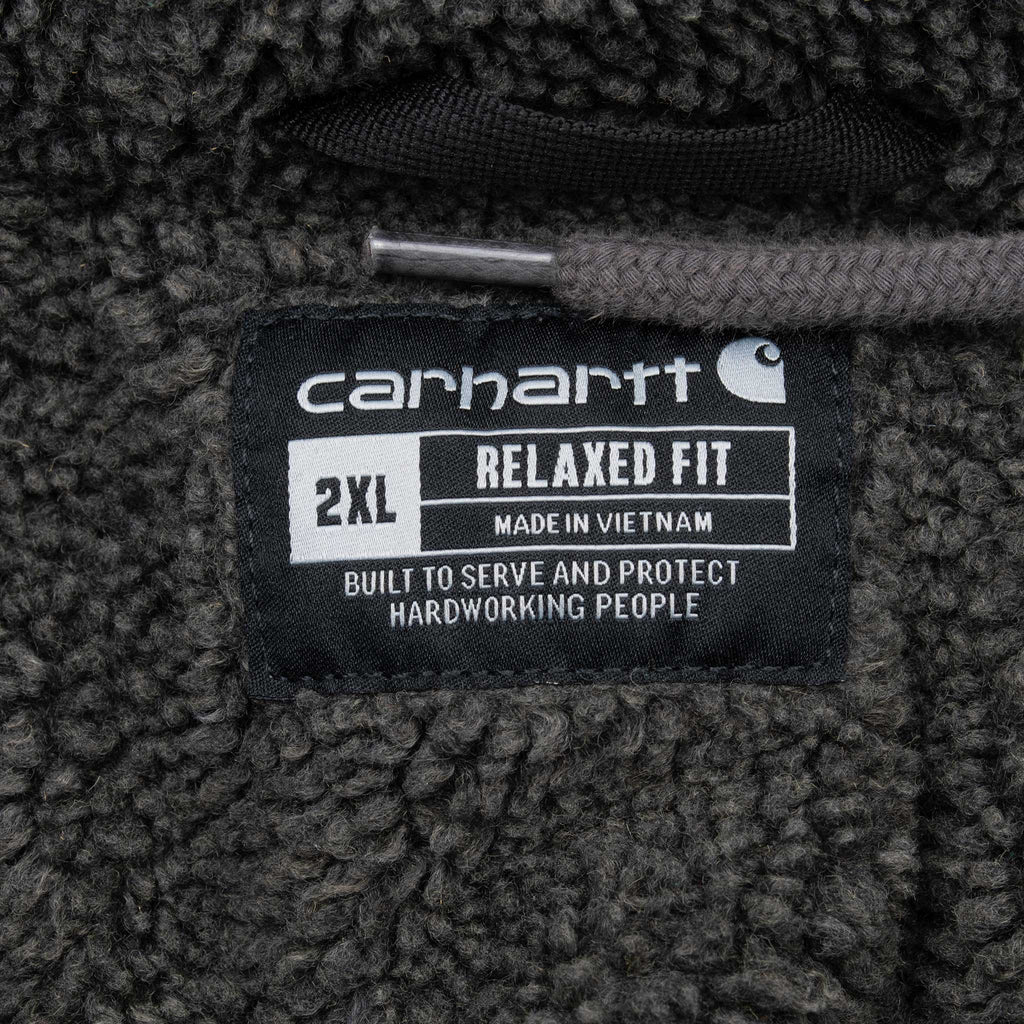 carhartt
2XL
RELAXED FIT
MADE IN VIETNAM
BUILT TO SERVE AND PROTECT
HARDWORKING PEOPLE